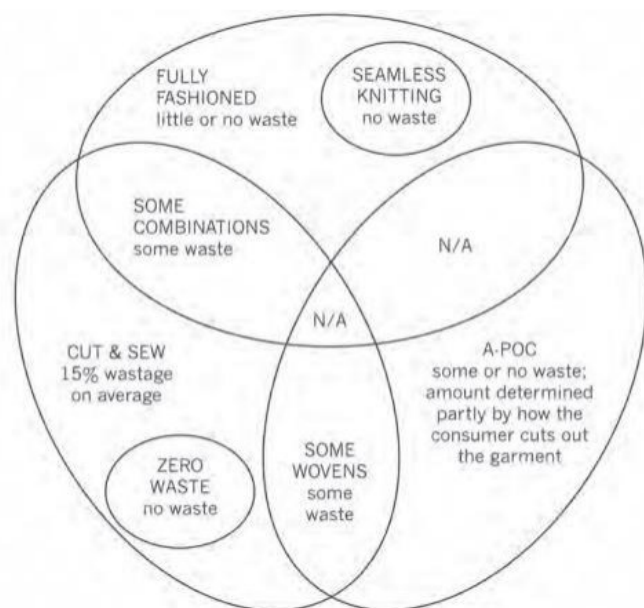 FULLY
FASHIONED
little or no waste
SEAMLESS
KNITTING
no waste
SOME
COMBINATIONS
some waste
N/A
N/A
CUT & SEW
15% wastage
on average
A-POC
some or no waste;
amount determined
partly by how the
consumer cuts out
the garment
ZERO
WASTE
no waste
SOME
WOVENS
some
waste